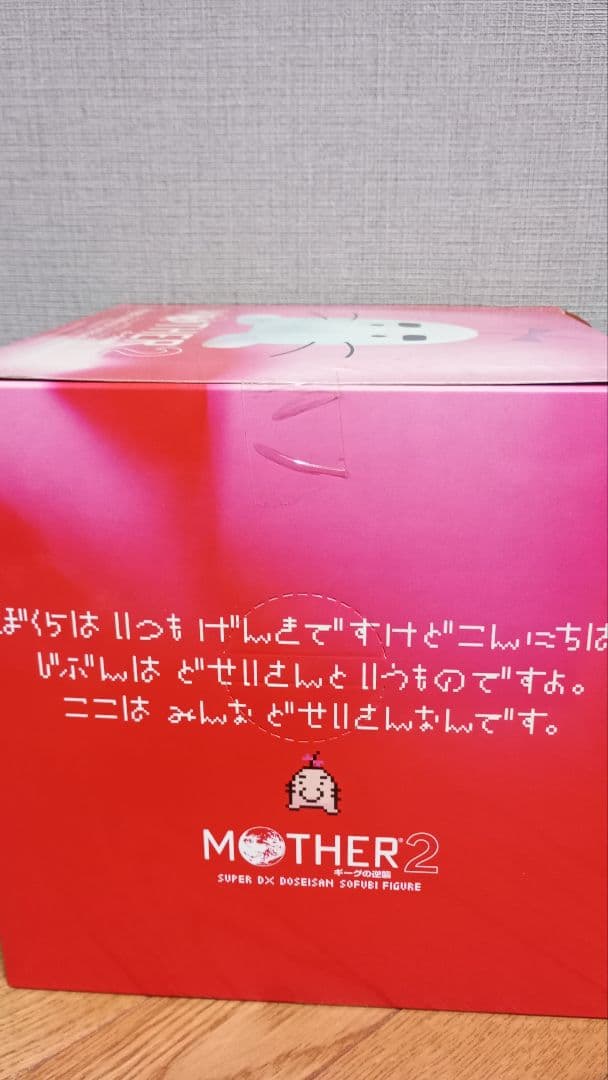 MOTHER2
ぼくらは いつも げんきですけどこんにちは
じぶんは どせいさんと いうものですよ。
ここは みんな どせいさんなんです。
MOTHER2
ギーグの逆襲
SUPER DX DOSEISAN SOFUBI FIGURE